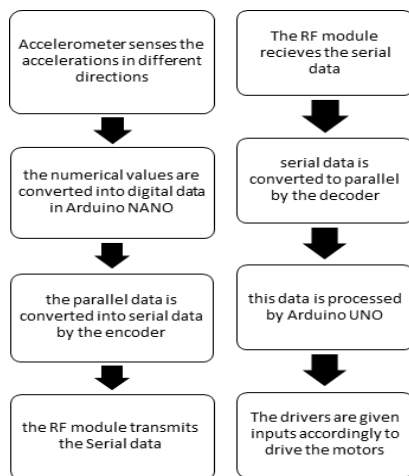 Accelerometer senses the
accelerations in different
directions
the numerical values are
converted into digital data
in Arduino NANO
the parallel data is
converted into serial data
by the encoder
the RF module transmits
the Serial data
The RF module
recieves the serial
data
serial data is
converted to parallel
by the decoder
this data is processed
by Arduino UNO
The drivers are given
inputs accordingly to
drive the motors